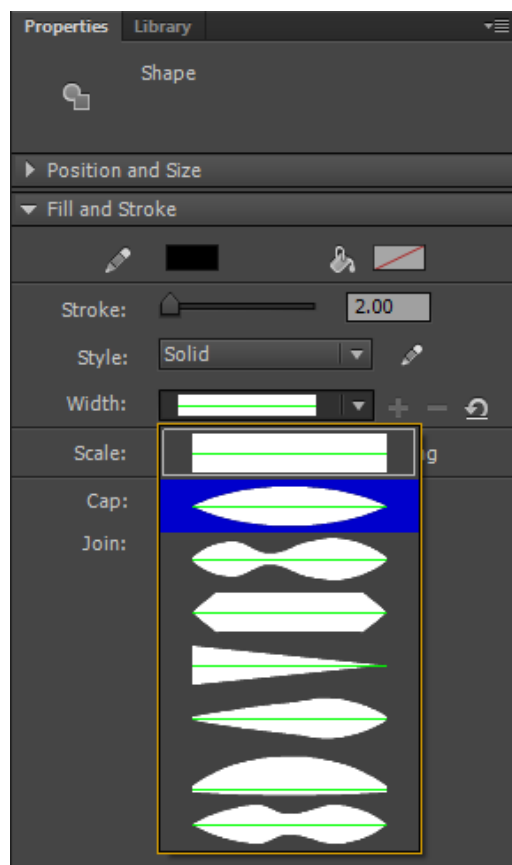 Properties Library
Shape
Position and Size
Fill and Stroke
Stroke: 2.00
Style: Solid
Width:
Scale: g
Cap:
Join: